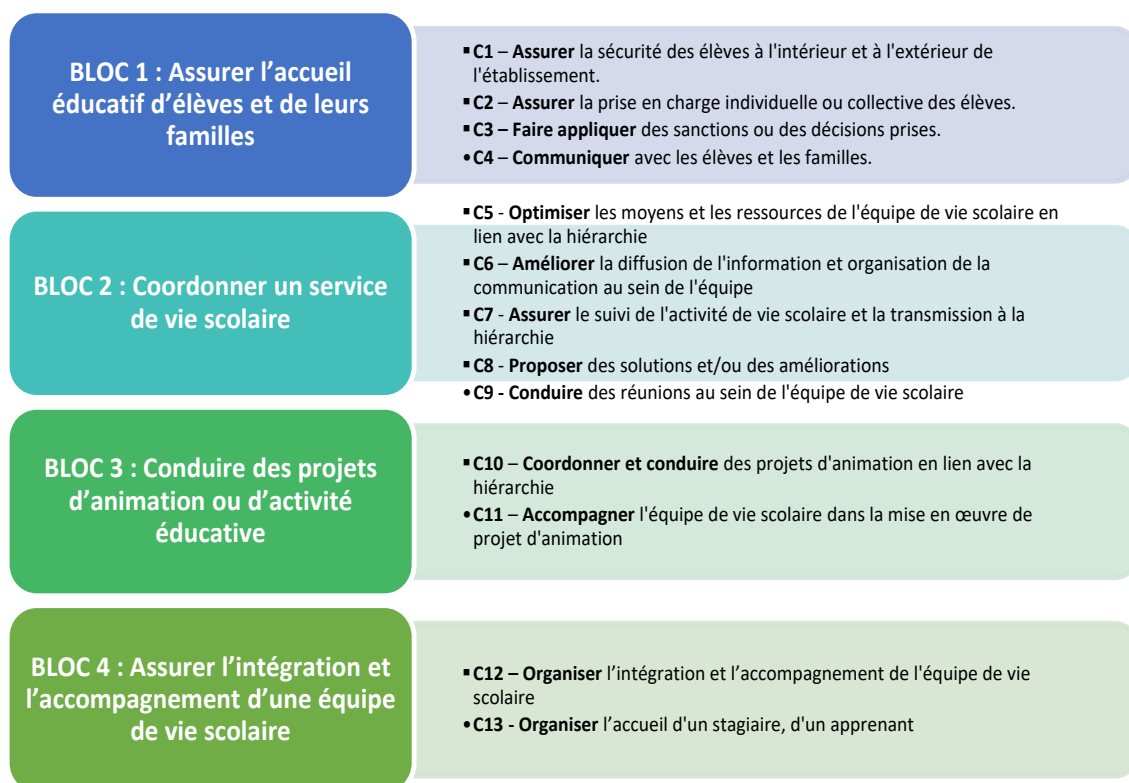 BLOC 1 : Assurer l'accueil
éducatif d'élèves et de leurs
familles
▪ C1 – Assurer la sécurité des élèves à l'intérieur et à l'extérieur de
l'établissement.
▪ C2 – Assurer la prise en charge individuelle ou collective des élèves.
▪ C3 – Faire appliquer des sanctions ou des décisions prises.
• C4 – Communiquer avec les élèves et les familles.
BLOC 2 : Coordonner un service
de vie scolaire
▪ C5 - Optimiser les moyens et les ressources de l'équipe de vie scolaire en
lien avec la hiérarchie
▪ C6 – Améliorer la diffusion de l'information et organisation de la
communication au sein de l'équipe
▪ C7 - Assurer le suivi de l'activité de vie scolaire et la transmission à la
hiérarchie
▪ C8 - Proposer des solutions et/ou des améliorations
• C9 - Conduire des réunions au sein de l'équipe de vie scolaire
BLOC 3 : Conduire des projets
d'animation ou d'activité
éducative
▪ C10 – Coordonner et conduire des projets d'animation en lien avec la
hiérarchie
• C11 – Accompagner l'équipe de vie scolaire dans la mise en œuvre de
projet d'animation
BLOC 4 : Assurer l'intégration et
l'accompagnement d'une équipe
de vie scolaire
▪ C12 – Organiser l'intégration et l'accompagnement de l'équipe de vie
scolaire
• C13 - Organiser l'accueil d'un stagiaire, d'un apprenant